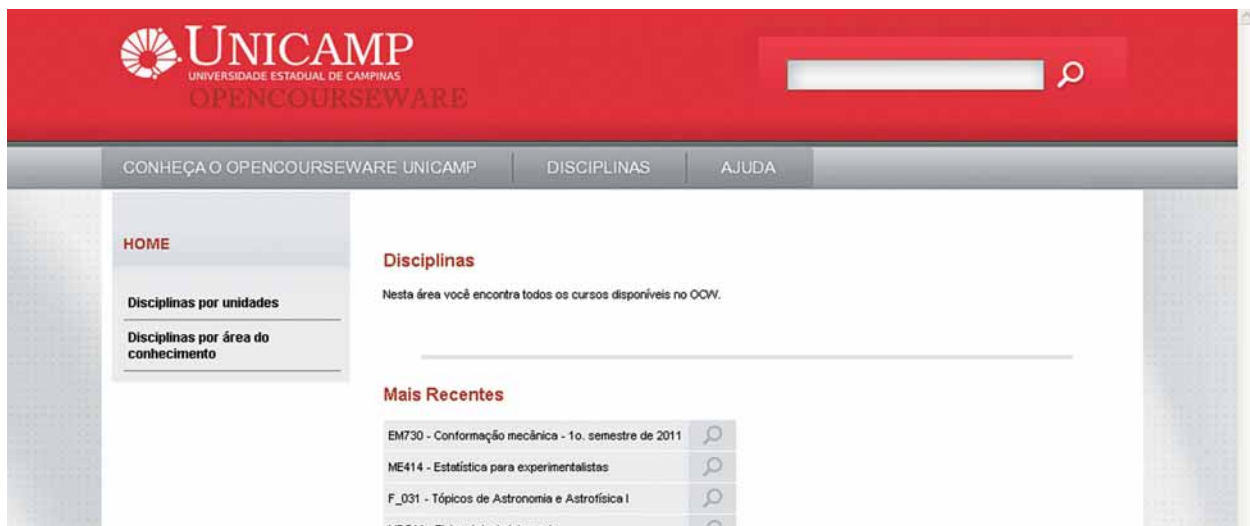 UNICAMP
UNIVERSIDADE ESTADUAL DE CAMPINAS
OPENCOURSEWARE
CONHEÇA O OPENCOURSEWARE UNICAMP
DISCIPLINAS
AJUDA
HOME
Disciplinas por unidades
Disciplinas por área do
conhecimento
Disciplinas
Nesta área você encontra todos os cursos disponíveis no OCW.
Mais Recentes
EM730 - Conformação mecânica - 1o. semestre de 2011
ME414 - Estatística para experimentalistas
F_031 - Tópicos de Astronomia e Astrofísica I